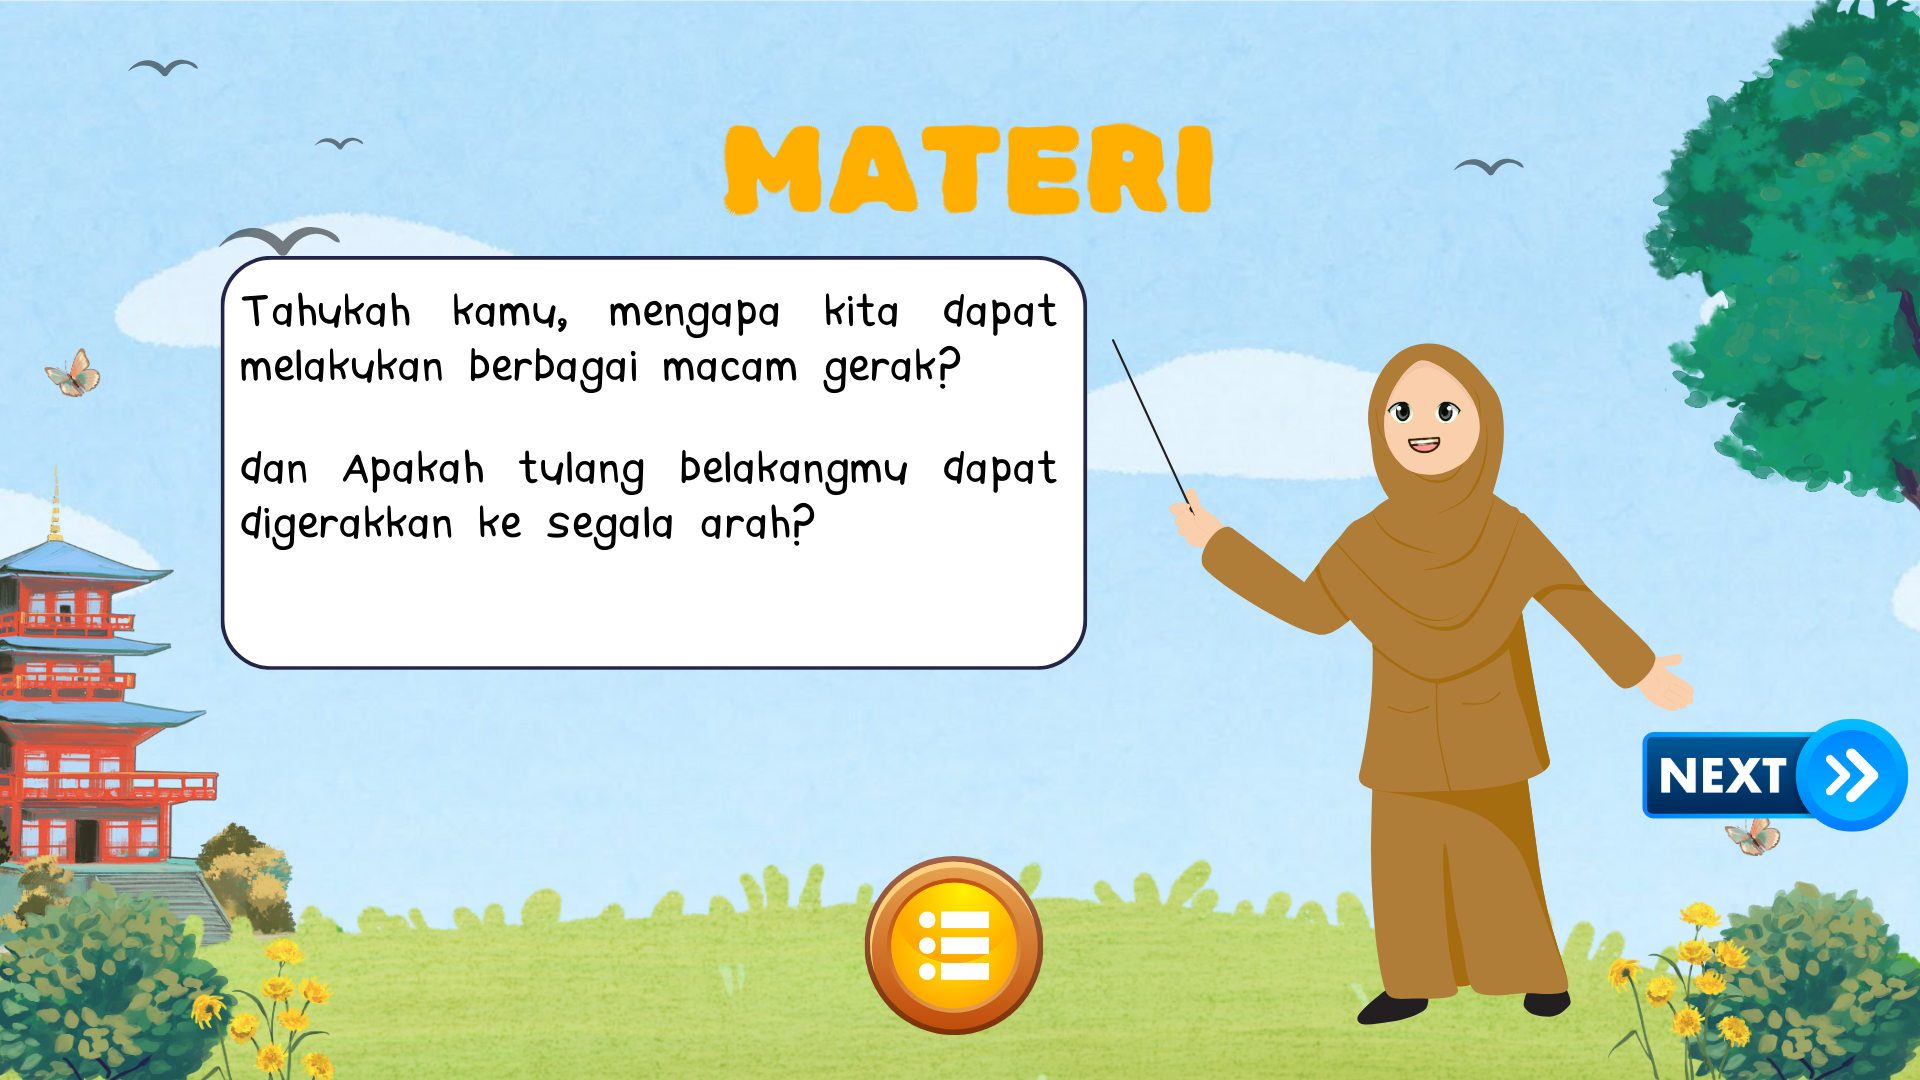 MATERI
Tahukah kamu, mengapa kita dapat
melakukan berbagai macam gerak?
dan Apakah tulang belakangmu dapat
digerakkan ke segala arah?
NEXT